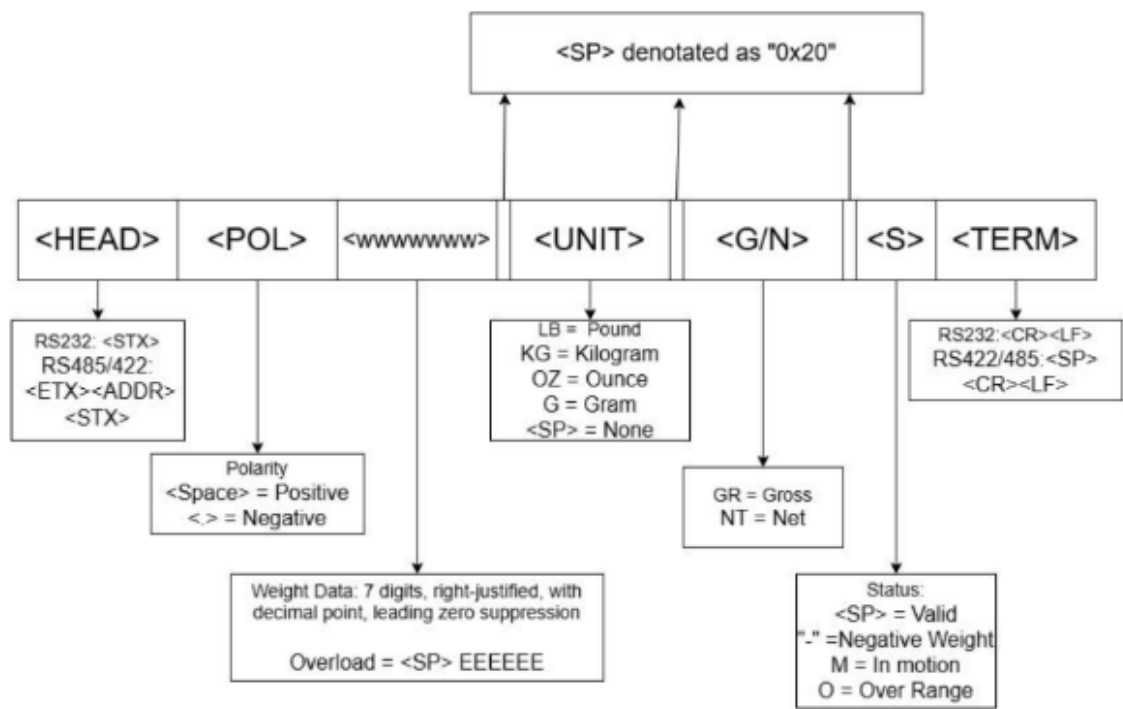 <SP> denotated as "0x20"
<HEAD> <POL> <wwwwwww> <UNIT> <G/N> <S> <TERM>
RS232: <STX>
RS485/422:
<ETX><ADDR>
<STX>
LB = Pound
KG = Kilogram
OZ = Ounce
G = Gram
<SP> = None
RS232:<CR><LF>
RS422/485:<SP>
<CR><LF>
Polarity
<Space> = Positive
<.> = Negative
GR = Gross
NT = Net
Weight Data: 7 digits, right-justified, with
decimal point, leading zero suppression
Overload = <SP> EEEEEE
Status:
<SP> = Valid
"-" =Negative Weight
M = In motion
O = Over Range